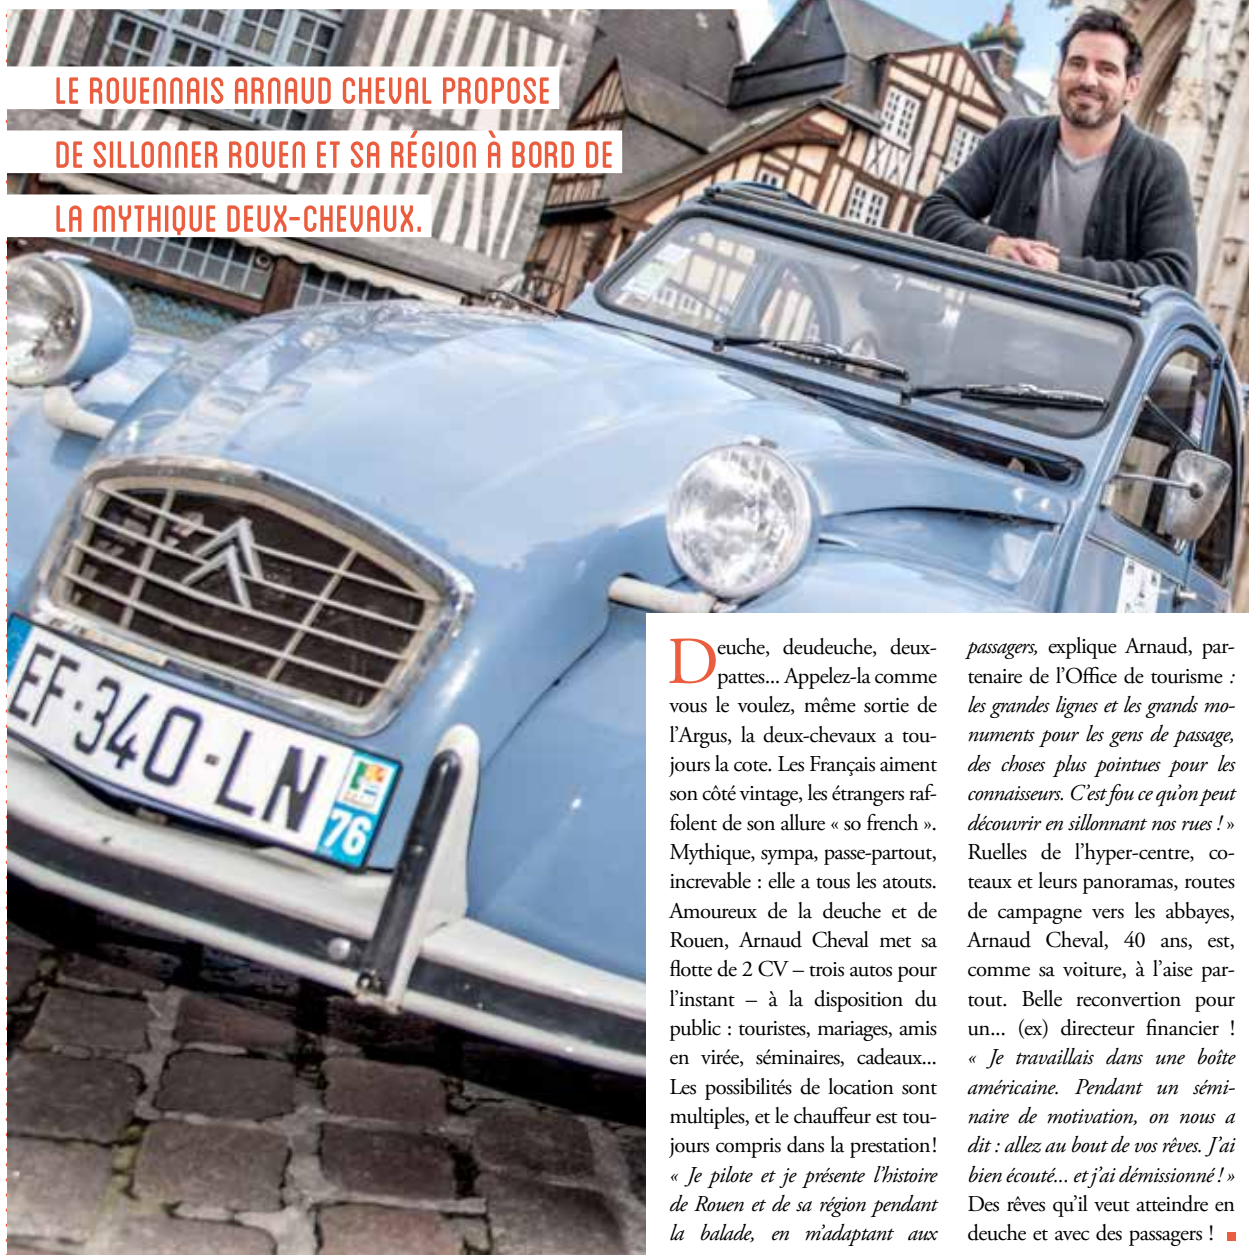 LE ROUENNAIS ARNAUD CHEVAL PROPOSE
DE SILLONNER ROUEN ET SA RÉGION À BORD DE
LA MYTHIQUE DEUX-CHEVAUX.
EF-340-LN
76
Deuche, deudeuche, deux-
pattes... Appelez-la comme
vous le voulez, même sortie de
l’Argus, la deux-chevaux a tou-
jours la cote. Les Français aiment
son côté vintage, les étrangers raf-
folent de son allure « so french ».
Mythique, sympa, passe-partout,
increvable : elle a tous les atouts.
Amoureux de la deuche et de
Rouen, Arnaud Cheval met sa
flotte de 2 CV – trois autos pour
l’instant – à la disposition du
public : touristes, mariages, amis
en virée, séminaires, cadeaux...
Les possibilités de location sont
multiples, et le chauffeur est tou-
jours compris dans la prestation!
« Je pilote et je présente l’histoire
de Rouen et de sa région pendant
la balade, en m’adaptant aux
passagers, explique Arnaud, par-
tenaire de l’Office de tourisme :
les grandes lignes et les grands mo-
numents pour les gens de passage,
des choses plus pointues pour les
connaisseurs. C’est fou ce qu’on peut
découvrir en sillonnant nos rues ! »
Ruelles de l’hyper-centre, co-
teaux et leurs panoramas, routes
de campagne vers les abbayes,
Arnaud Cheval, 40 ans, est,
comme sa voiture, à l’aise par-
tout. Belle reconvertion pour
un... (ex) directeur financier !
« Je travaillais dans une boîte
américaine. Pendant un sémi-
naire de motivation, on nous a
dit : allez au bout de vos rêves. J’ai
bien écouté... et j’ai démissionné ! »
Des rêves qu’il veut atteindre en
deuche et avec des passagers !